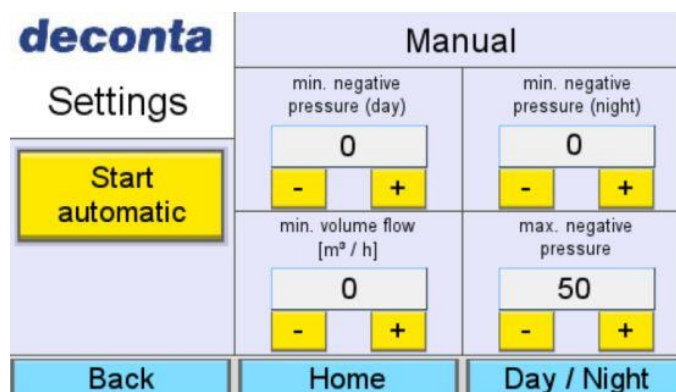 deconta
Manual
Settings
Start
automatic
min. negative
pressure (day)
0
- +
min. negative
pressure (night)
0
- +
min. volume flow
[m³ / h]
0
- +
max. negative
pressure
50
- +
Back
Home
Day / Night